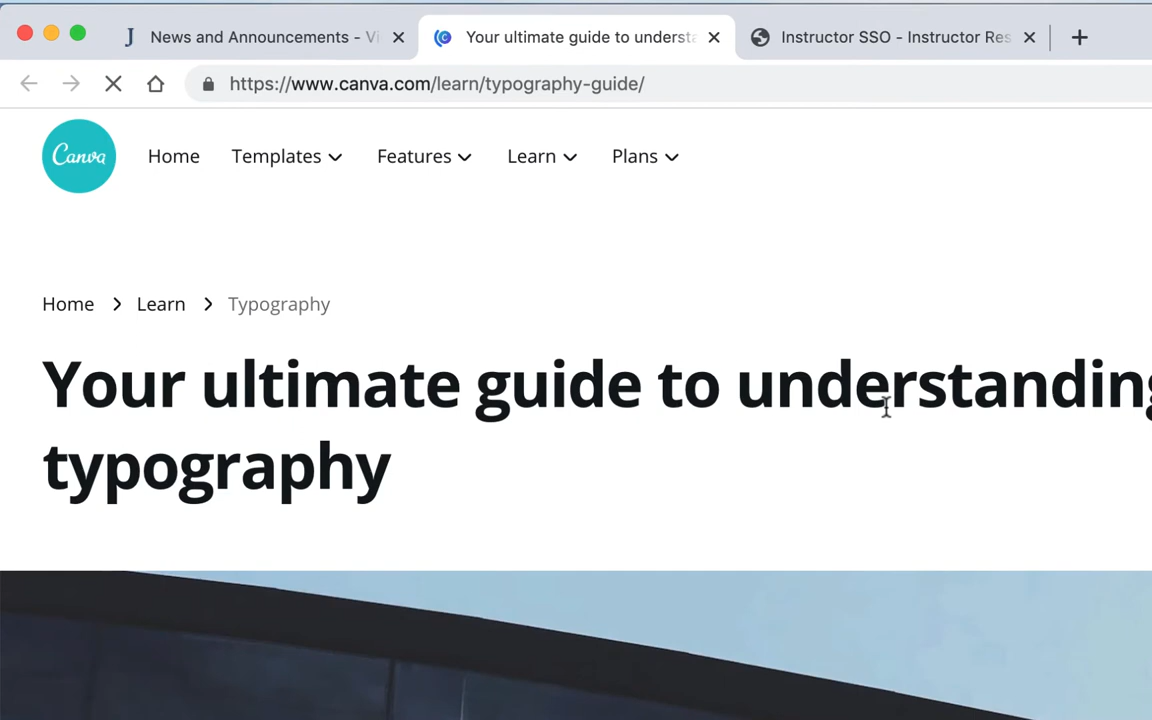 News and Announcements - Vi
Your ultimate guide to understa
Instructor SSO - Instructor Res
https://www.canva.com/learn/typography-guide/
Canva
Home
Templates
Features
Learn
Plans
Home > Learn > Typography
Your ultimate guide to understanding
typography